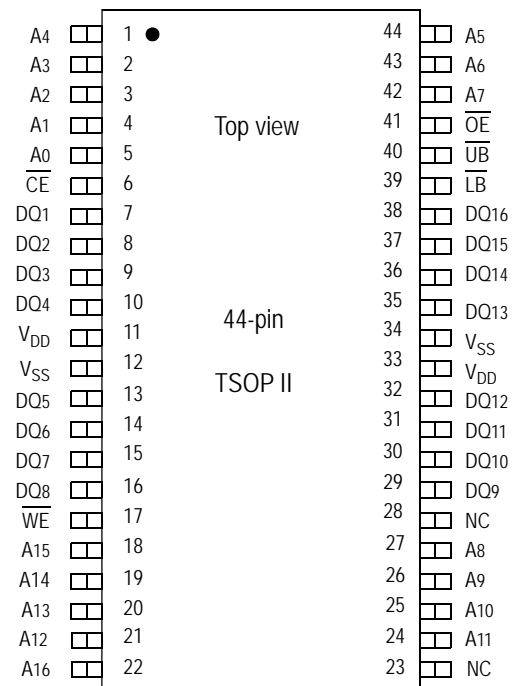 A4 1 44 A5
A3 2 43 A6
A2 3 42 A7
A1 4 Top view 41 OE
A0 5 40 UB
CE 6 39 LB
DQ1 7 38 DQ16
DQ2 8 37 DQ15
DQ3 9 36 DQ14
DQ4 10 44-pin 35 DQ13
VDD 11 34 VSS
VSS 12 TSOP II 33 VDD
DQ5 13 32 DQ12
DQ6 14 31 DQ11
DQ7 15 30 DQ10
DQ8 16 29 DQ9
WE 17 28 NC
A15 18 27 A8
A14 19 26 A9
A13 20 25 A10
A12 21 24 A11
A16 22 23 NC